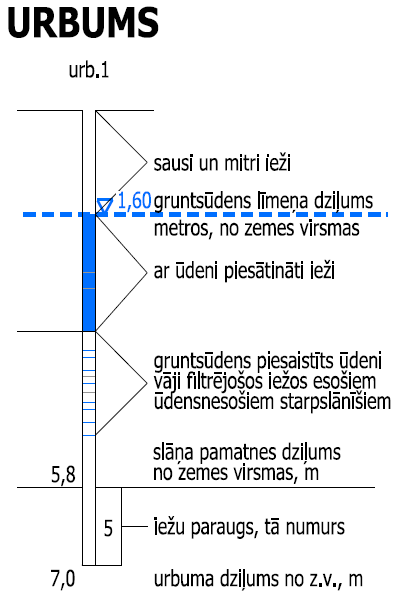 URBUMS
urb.1
sausi un mitri ieži
1,60 gruntsūdens līmeņa dziļums
metros, no zemes virsmas
ar ūdeni piesātināti ieži
gruntsūdens piesaistīts ūdeni
vāji filtrējošos iežos esošiem
ūdensnesošiem starpslānīšiem
slāņa pamatnes dziļums
5,8 no zemes virsmas, m
5 iežu paraugs, tā numurs
7,0 urbuma dziļums no z.v., m